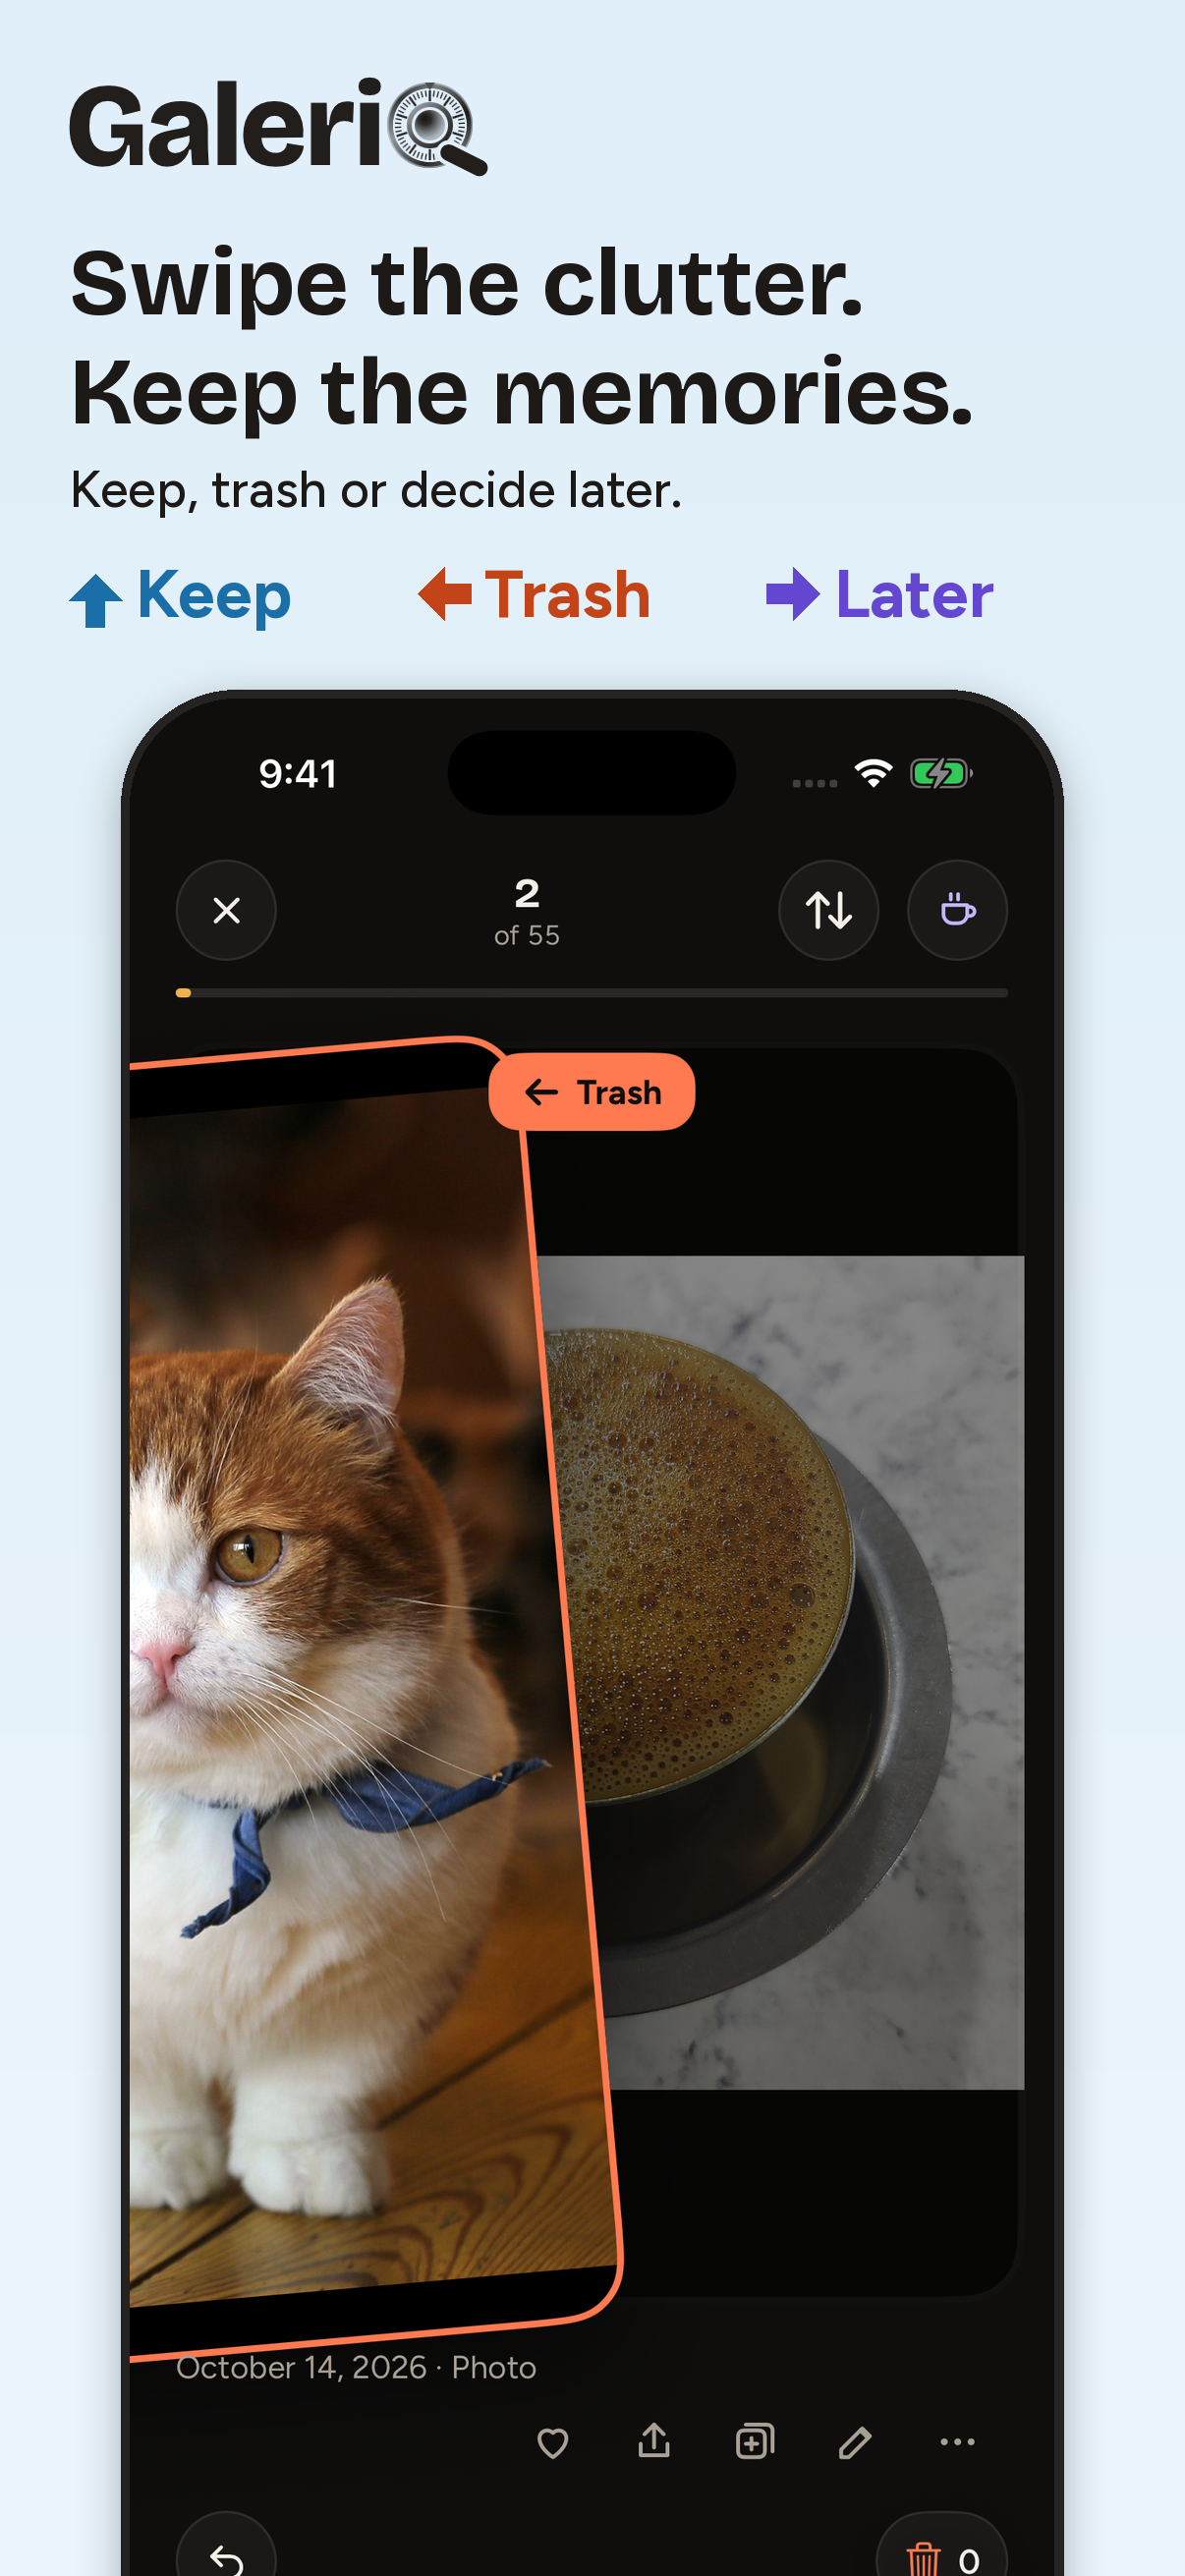 GaleriQ
Swipe the clutter.
Keep the memories.
Keep, trash or decide later.
Keep Trash Later
9:41
2
of 55
Trash
October 14, 2026 · Photo
0